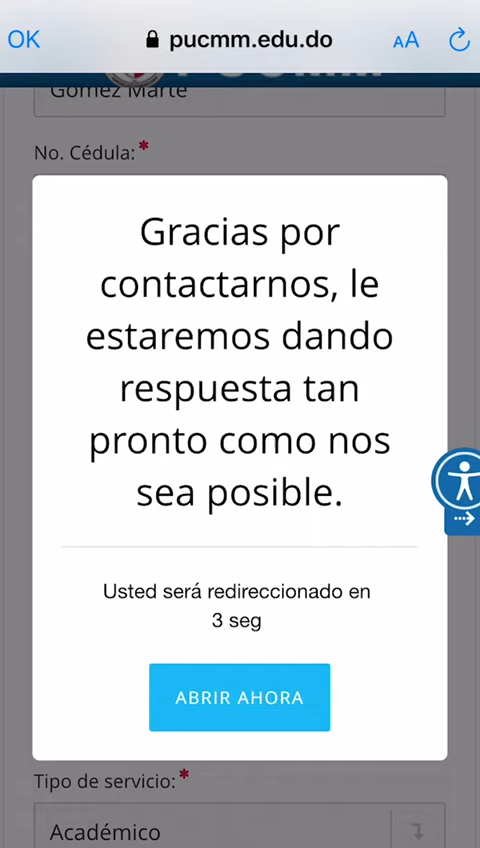 OK
pucmm.edu.do
AA
Gómez Marte
No. Cédula:*
Gracias por
contactarnos, le
estaremos dando
respuesta tan
pronto como nos
sea posible.
Usted será redireccionado en
3 seg
ABRIR AHORA
Tipo de servicio:*
Académico